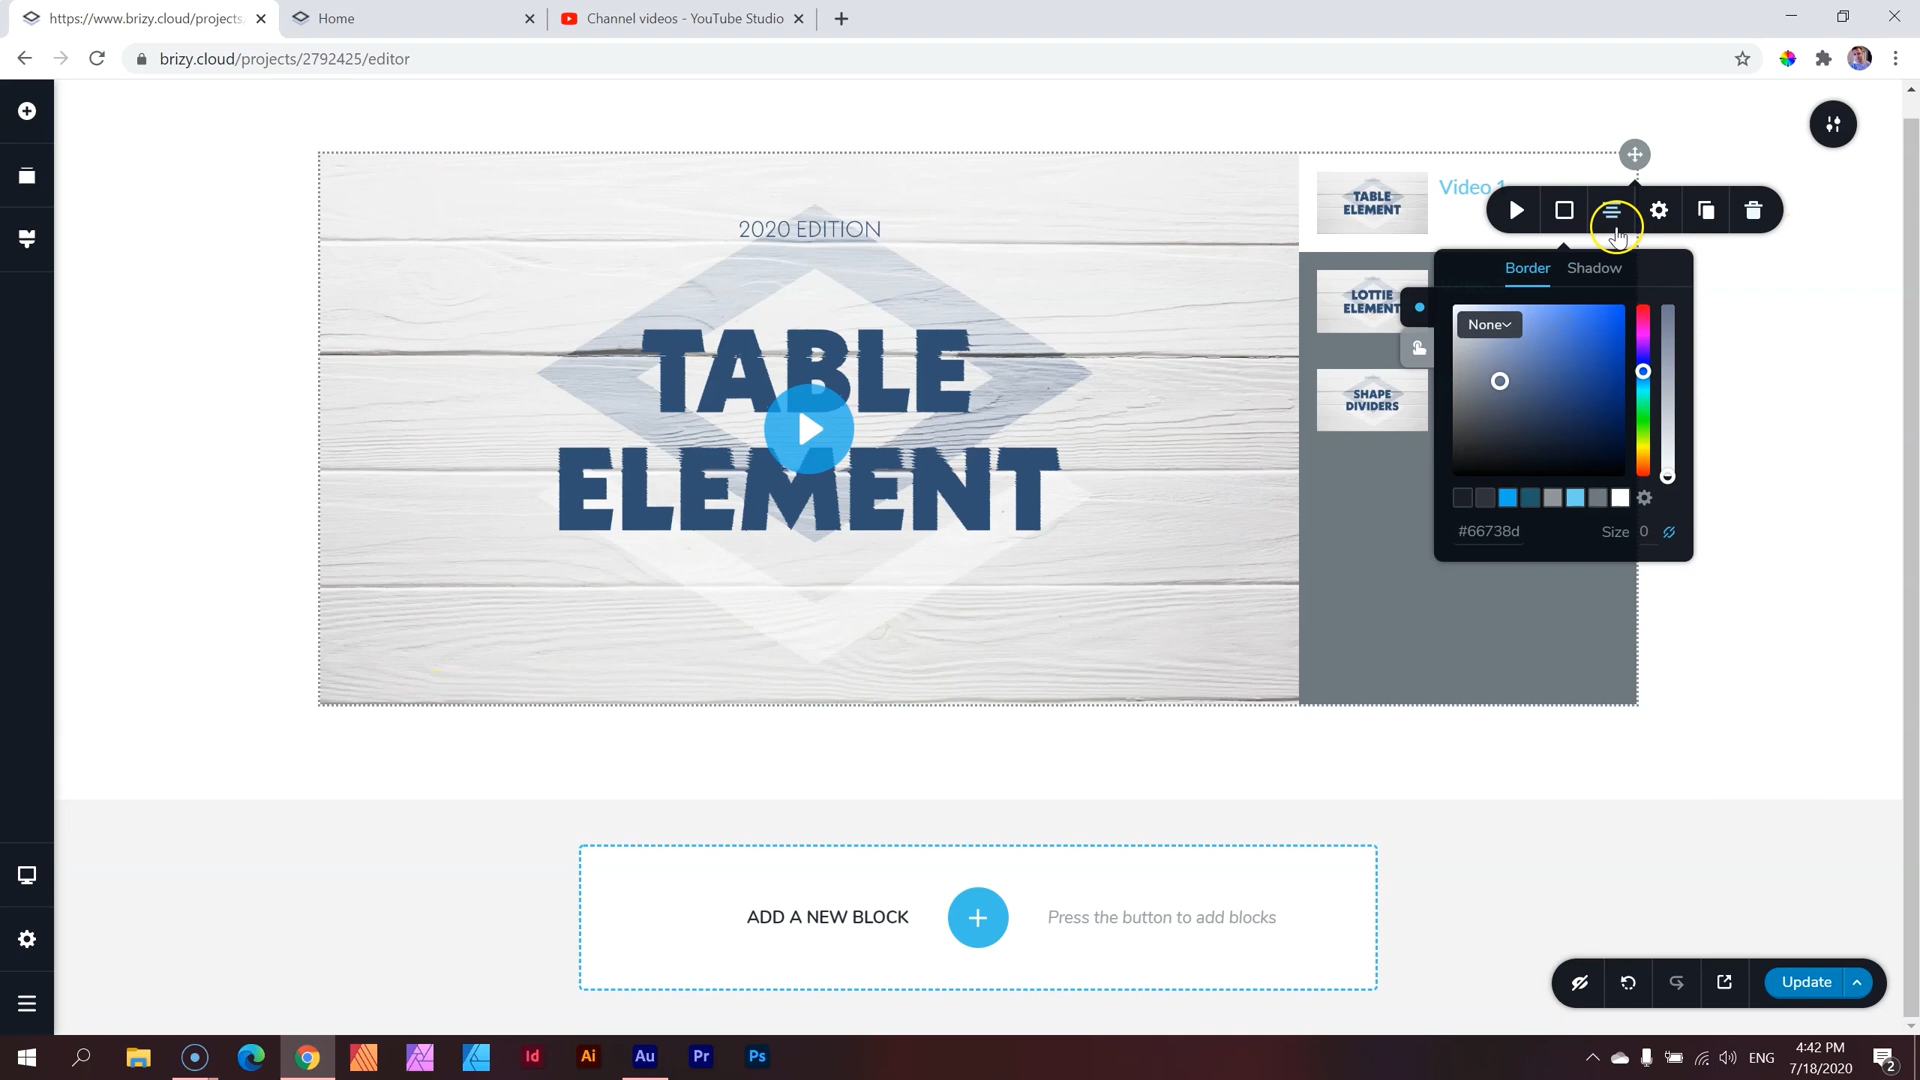 https://www.brizy.cloud/projects
Home
Channel videos - YouTube Studio
brizy.cloud/projects/2792425/editor
2020 EDITION
TABLE
ELEMENT
TABLE
ELEMENT
Video 1
LOTTIE
ELEMENT
SHAPE
DIVIDERS
Border
Shadow
None
#66738d
Size
0
ADD A NEW BLOCK
Press the button to add blocks
Update
Id
Ai
Au
Pr
Ps
ENG
4:42 PM
7/18/2020
2